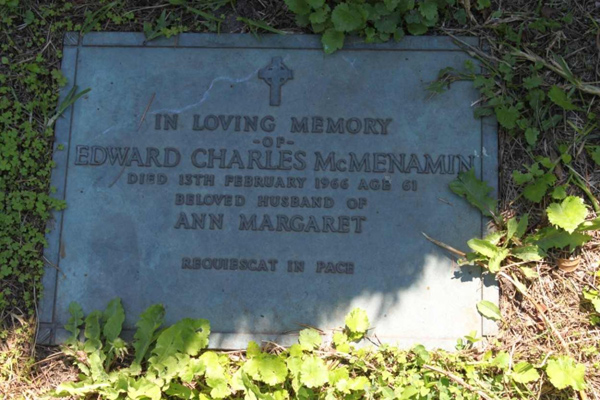 IN LOVING MEMORY
-OF-
EDWARD CHARLES McMENAMIN
DIED 13TH FEBRUARY 1966 AGE 61
BELOVED HUSBAND OF
ANN MARGARET
REQUIESCAT IN PACE